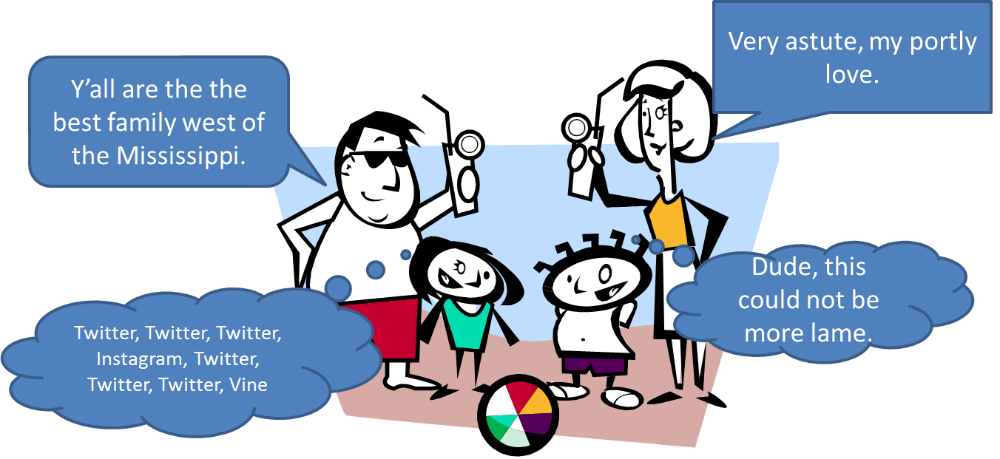 Y'all are the the
best family west of
the Mississippi.
Very astute, my portly
love.
Twitter, Twitter, Twitter,
Instagram, Twitter,
Twitter, Twitter, Vine
Dude, this
could not be
more lame.